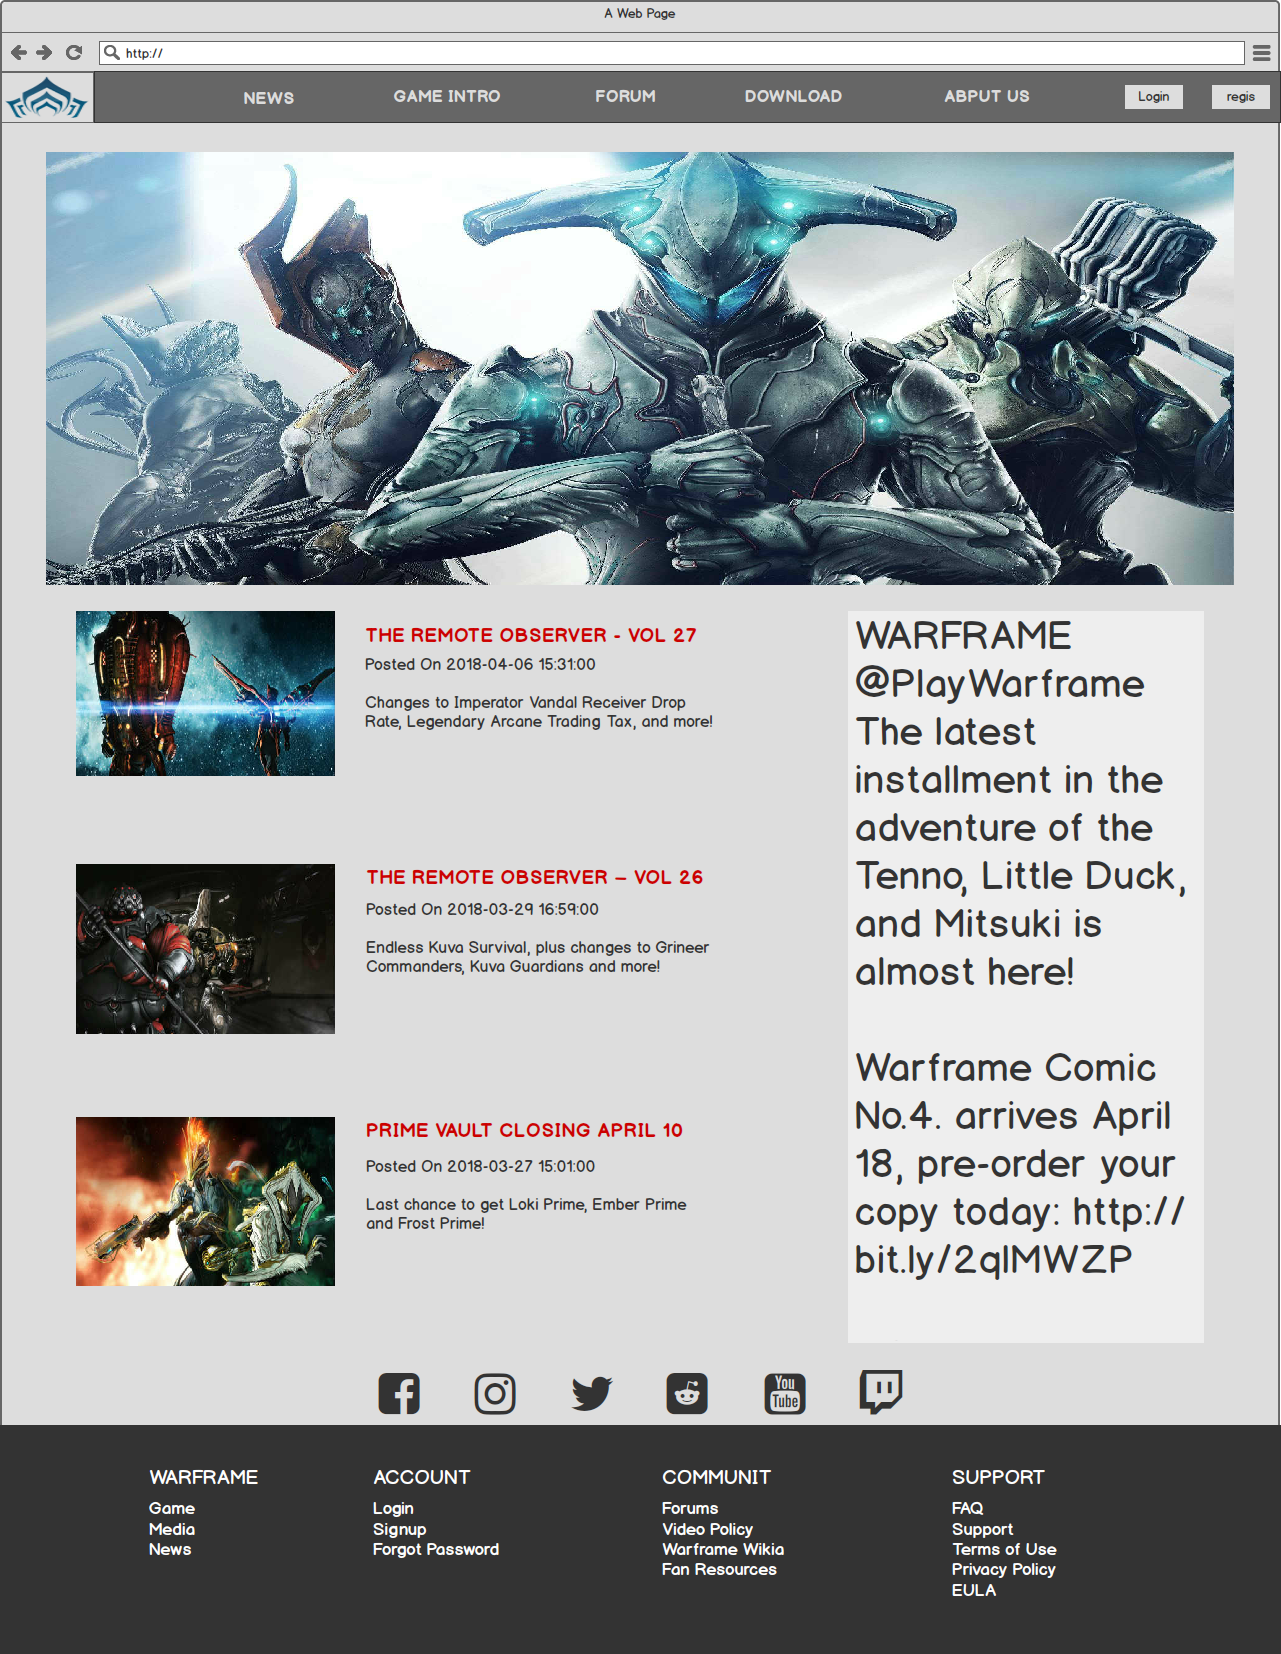 A Web Page
http://
NEWS
GAME INTRO
FORUM
DOWNLOAD
ABPUT US
Login
regis
THE REMOTE OBSERVER - VOL 27
Posted On 2018-04-06 15:31:00
Changes to Imperator Vandal Receiver Drop
Rate, Legendary Arcane Trading Tax, and more!
THE REMOTE OBSERVER – VOL 26
Posted On 2018-03-29 16:59:00
Endless Kuva Survival, plus changes to Grineer
Commanders, Kuva Guardians and more!
PRIME VAULT CLOSING APRIL 10
Posted On 2018-03-27 15:01:00
Last chance to get Loki Prime, Ember Prime
and Frost Prime!
WARFRAME
@PlayWarframe
The latest
installment in the
adventure of the
Tenno, Little Duck,
and Mitsuki is
almost here!
Warframe Comic
No.4. arrives April
18, pre-order your
copy today: http://
bit.ly/2qIMWZP
You
Tube
WARFRAME
Game
Media
News
ACCOUNT
Login
Signup
Forgot Password
COMMUNIT
Forums
Video Policy
Warframe Wikia
Fan Resources
SUPPORT
FAQ
Support
Terms of Use
Privacy Policy
EULA